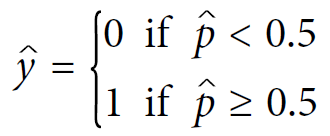 ŷ = { 0 if p̂ < 0.5
1 if p̂ ≥ 0.5